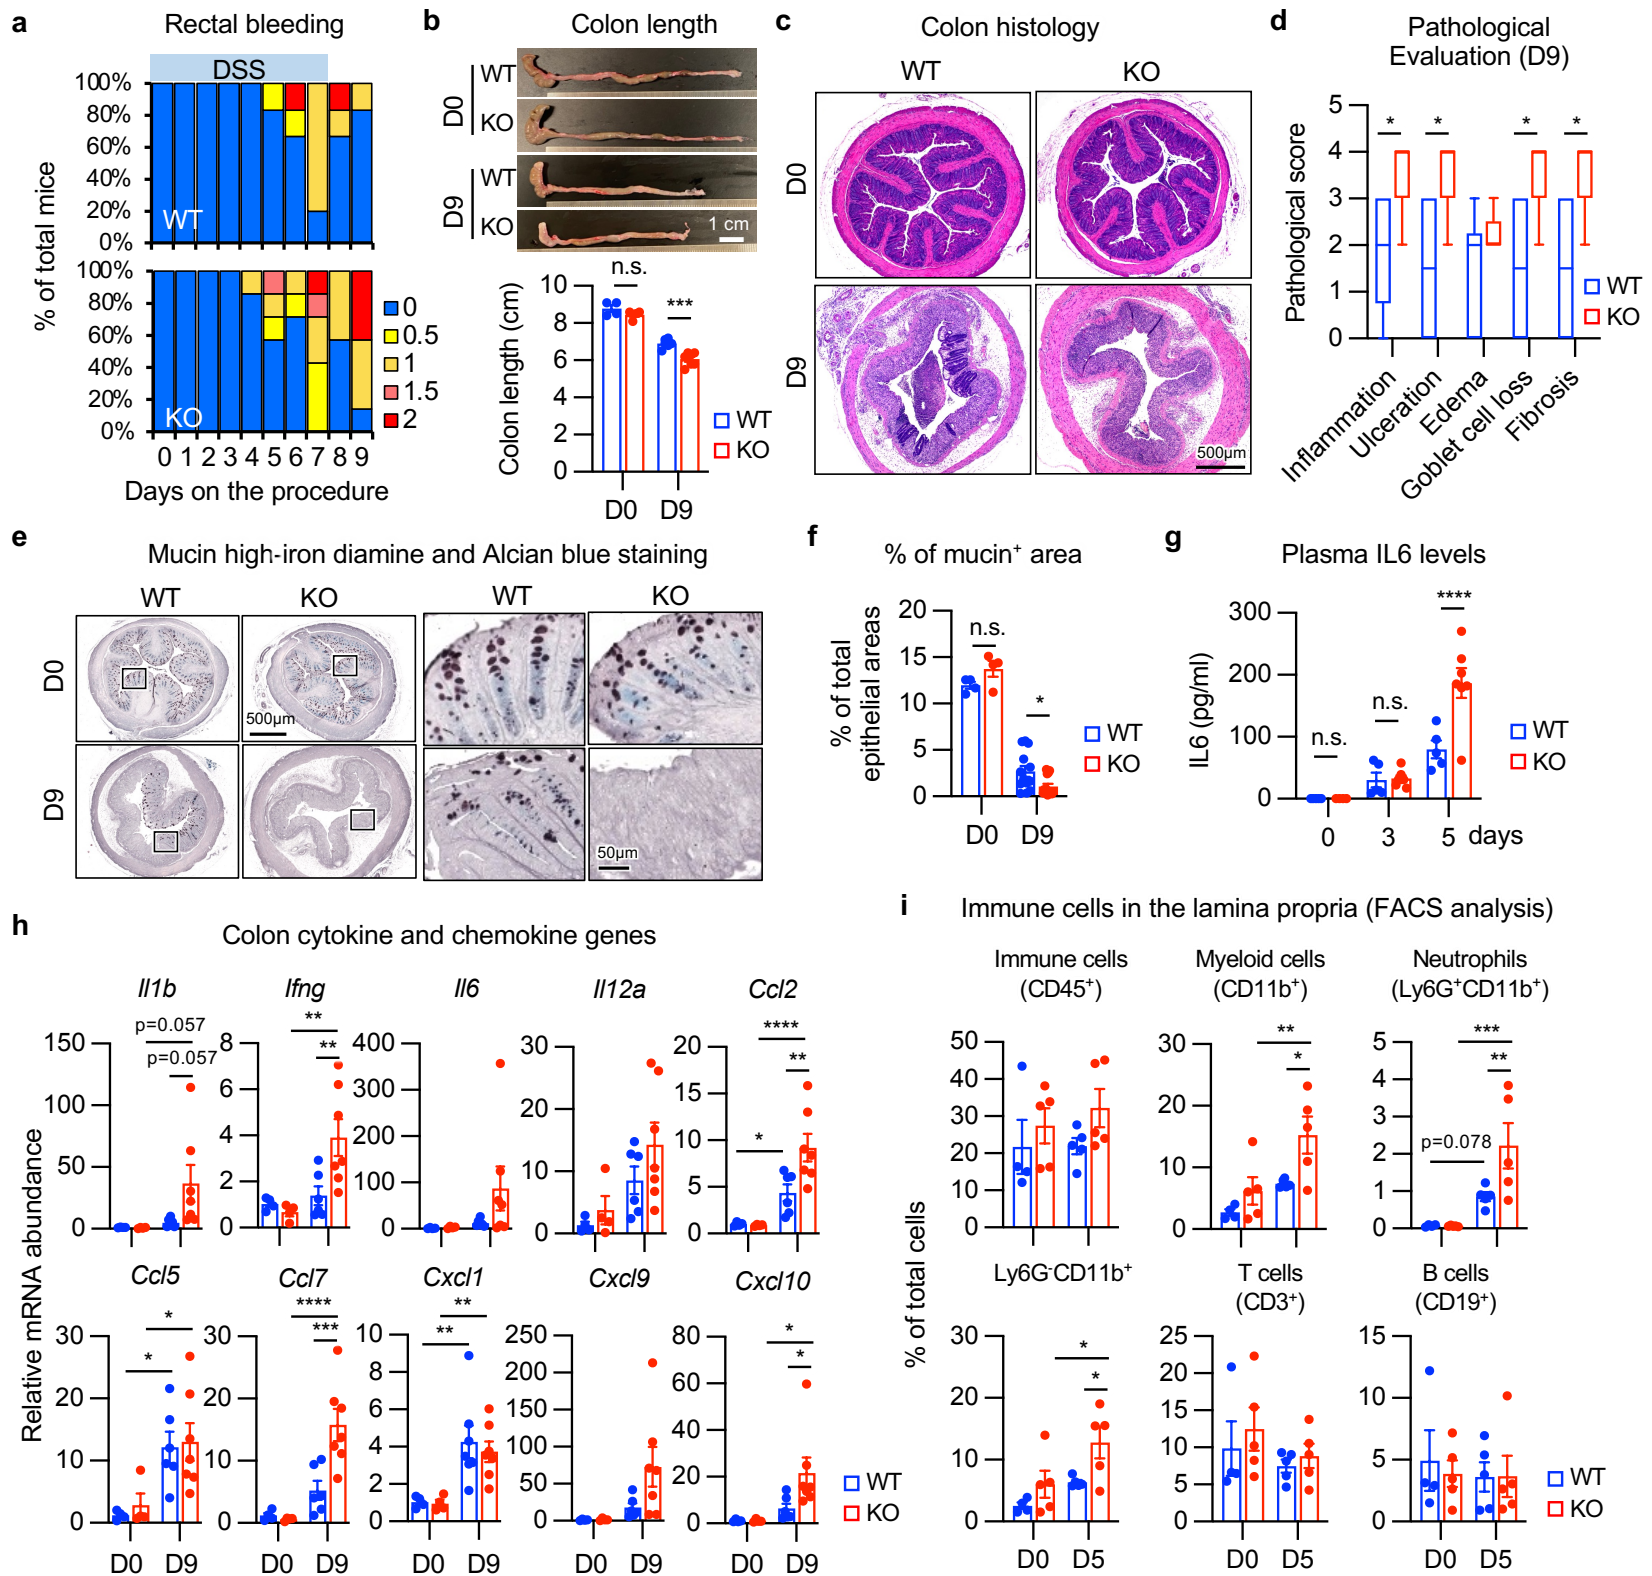 a
Rectal bleeding
DSS
100%
80%
60%
40%
20%
0%
WT
100%
80%
60%
40%
20%
0%
KO
% of total mice
0
0.5
1
1.5
2
0 1 2 3 4 5 6 7 8 9
Days on the procedure
b
Colon length
D0
WT
KO
D9
WT
KO
1 cm
n.s.
***
Colon length (cm)
10
8
6
4
2
0
D0 D9
WT
KO
c
Colon histology
WT KO
D0
D9
500µm
d
Pathological
Evaluation (D9)
Pathological score
5
4
3
2
1
0
* * * *
WT
KO
Inflammation
Ulceration
Edema
Goblet cell loss
Fibrosis
e
Mucin high-iron diamine and Alcian blue staining
WT KO WT KO
D0
500µm
D9
50µm
f
% of mucin⁺ area
% of total
epithelial areas
20
15
10
5
0
n.s.
*
D0 D9
WT
KO
g
Plasma IL6 levels
IL6 (pg/ml)
300
200
100
0
n.s.
n.s.
****
0 3 5 days
WT
KO
h
Colon cytokine and chemokine genes
Relative mRNA abundance
Il1b
150
100
50
0
p=0.057
p=0.057
Ifng
8
6
4
2
0
**
**
Il6
400
300
200
100
0
Il12a
30
20
10
0
Ccl2
20
15
10
5
0
****
**
*
Ccl5
30
20
10
0
*
*
D0 D9
Ccl7
30
20
10
0
****
***
D0 D9
Cxcl1
10
8
6
4
2
0
**
**
D0 D9
Cxcl9
250
200
150
100
50
0
D0 D9
Cxcl10
80
60
40
20
0
*
*
D0 D9
WT
KO
i
Immune cells in the lamina propria (FACS analysis)
% of total cells
Immune cells
(CD45⁺)
50
40
30
20
10
0
Myeloid cells
(CD11b⁺)
30
20
10
0
**
*
Neutrophils
(Ly6G⁺CD11b⁺)
5
4
3
2
1
0
***
**
p=0.078
Ly6G⁻CD11b⁺
30
20
10
0
*
*
D0 D5
T cells
(CD3⁺)
25
20
15
10
5
0
D0 D5
B cells
(CD19⁺)
15
10
5
0
D0 D5
WT
KO